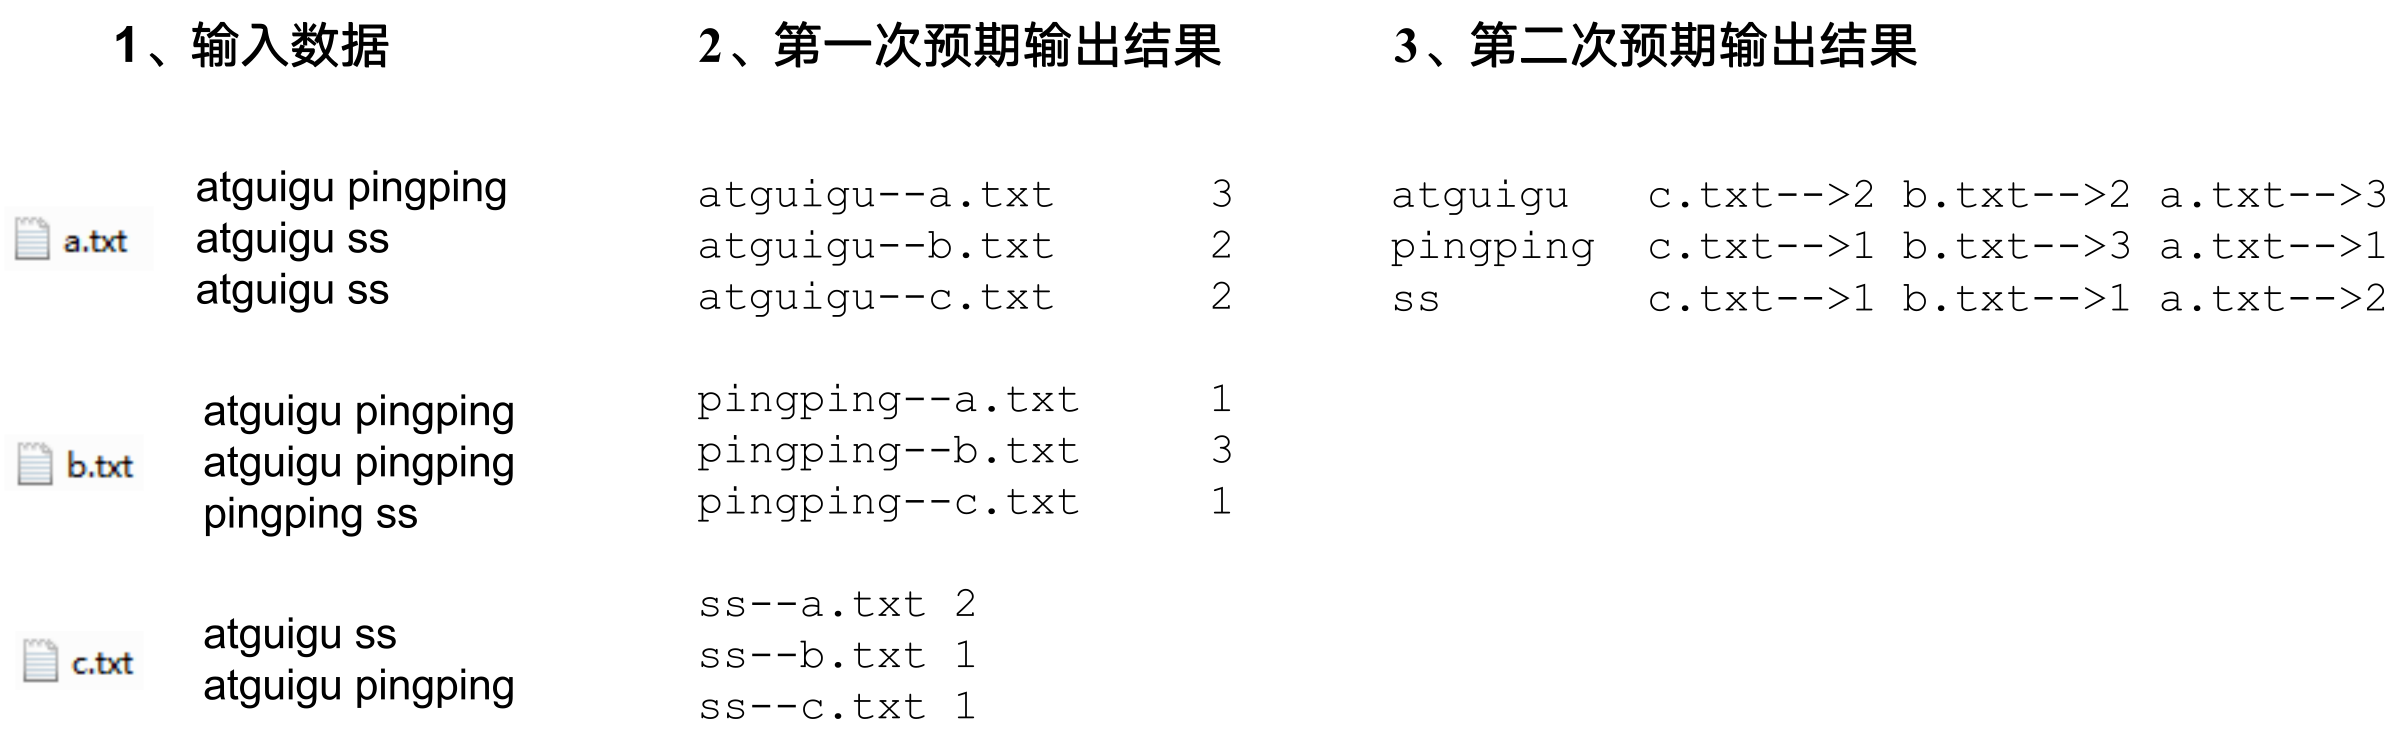 1、输入数据
a.txt
atguigu pingping
atguigu ss
atguigu ss
b.txt
atguigu pingping
atguigu pingping
pingping ss
c.txt
atguigu ss
atguigu pingping
2、第一次预期输出结果
atguigu--a.txt 3
atguigu--b.txt 2
atguigu--c.txt 2
pingping--a.txt 1
pingping--b.txt 3
pingping--c.txt 1
ss--a.txt 2
ss--b.txt 1
ss--c.txt 1
3、第二次预期输出结果
atguigu c.txt-->2 b.txt-->2 a.txt-->3
pingping c.txt-->1 b.txt-->3 a.txt-->1
ss c.txt-->1 b.txt-->1 a.txt-->2